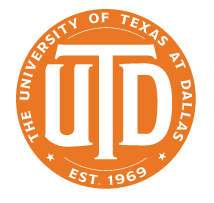 THE UNIVERSITY OF TEXAS AT DALLAS
UTD
EST. 1969